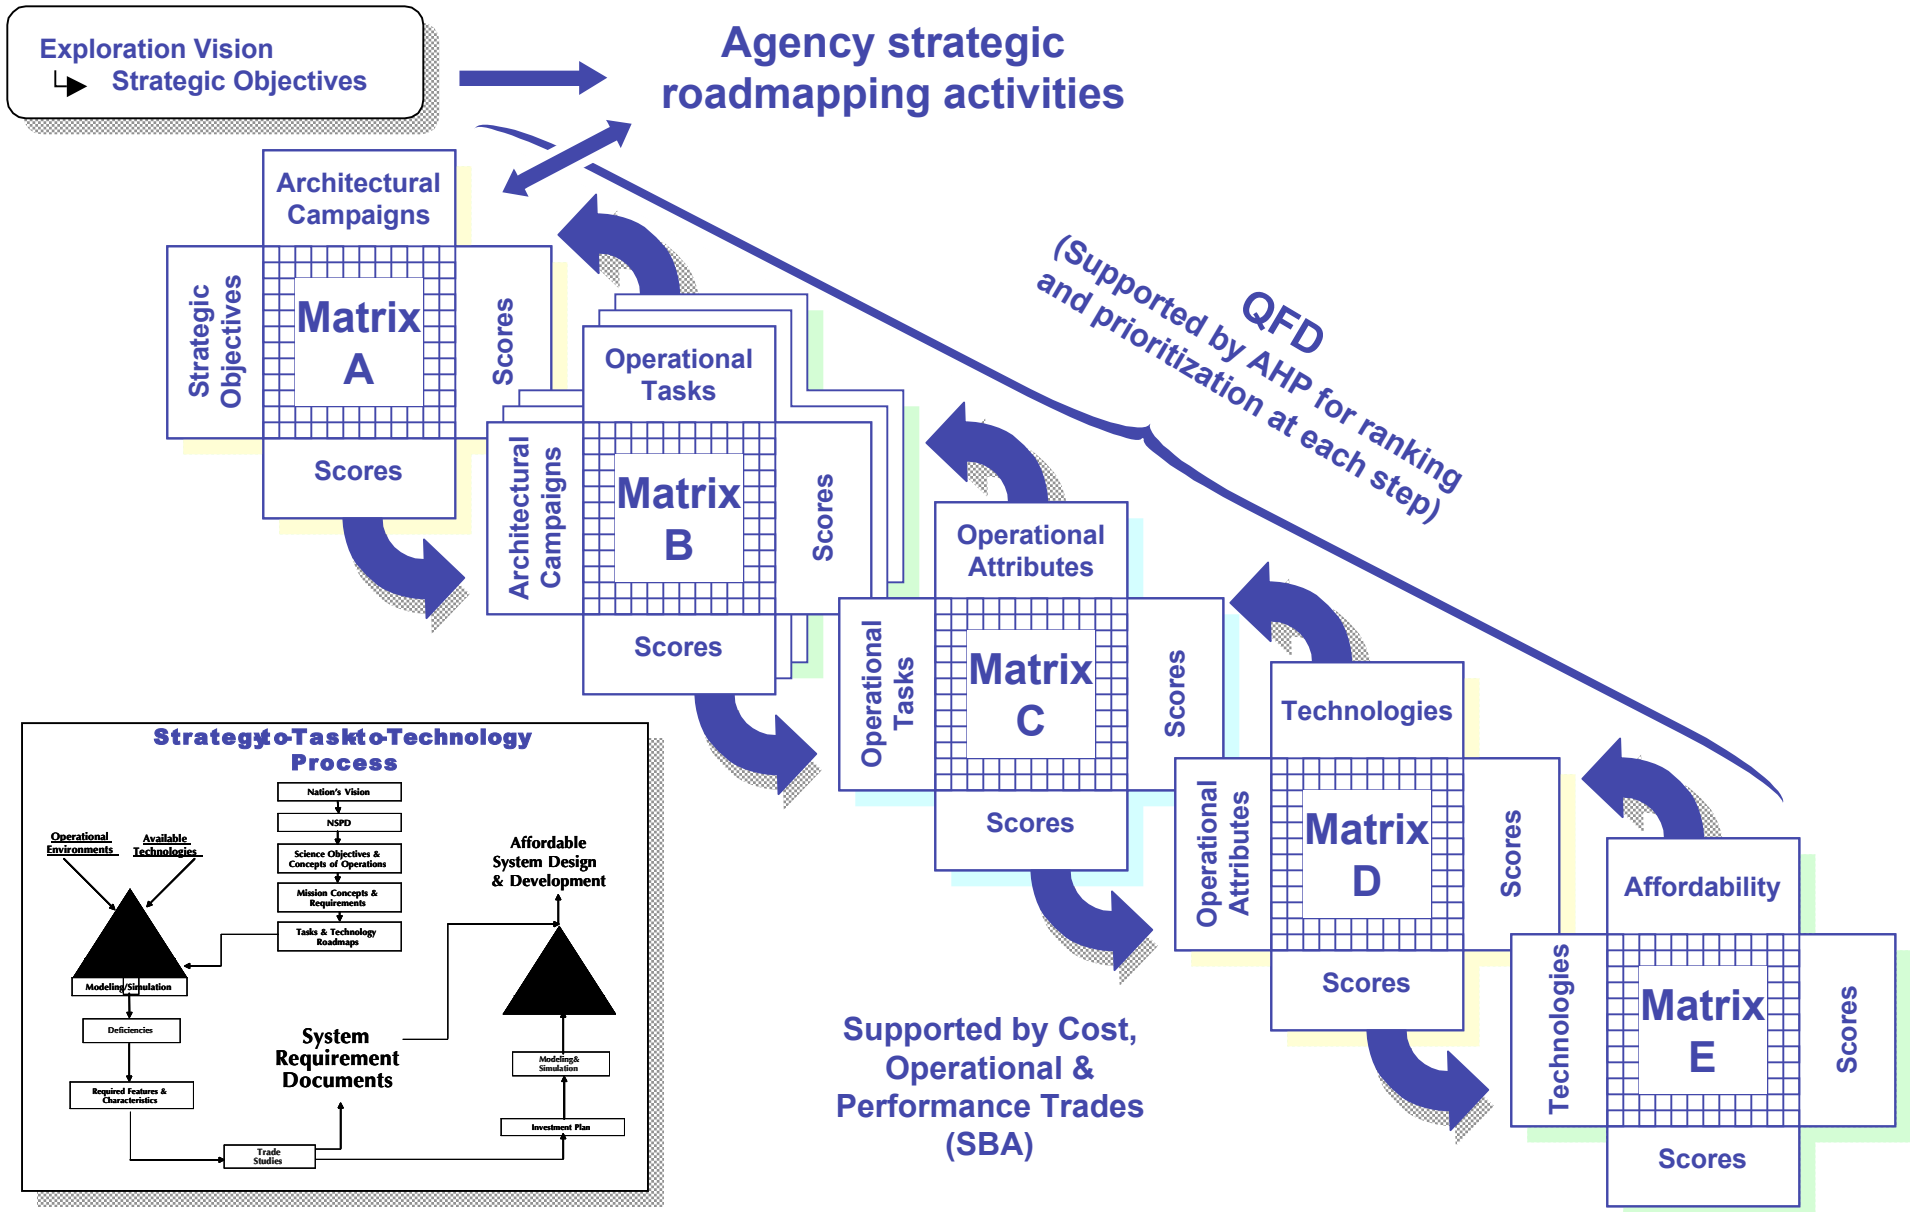 Exploration Vision
Strategic Objectives
Agency strategic
roadmapping activities
Architectural
Campaigns
Strategic
Objectives
Matrix
A
Scores
Scores
QFD
(Supported by AHP for ranking
and prioritization at each step)
Operational
Tasks
Architectural
Campaigns
Matrix
B
Scores
Scores
Operational
Attributes
Operational
Tasks
Matrix
C
Scores
Scores
Technologies
Operational
Attributes
Matrix
D
Scores
Scores
Affordability
Technologies
Matrix
E
Scores
Scores
Supported by Cost,
Operational &
Performance Trades
(SBA)
Strategy-to-Task-to-Technology
Process
Nation's Vision
NSPD
Science Objectives &
Concepts of Operations
Mission Concepts &
Requirements
Tasks & Technology
Roadmaps
Operational
Environments
Available
Technologies
Modeling/Simulation
Deficiencies
Required Features &
Characteristics
Trade
Studies
System
Requirement
Documents
Affordable
System Design
& Development
Modeling&
Simulation
Investment Plan